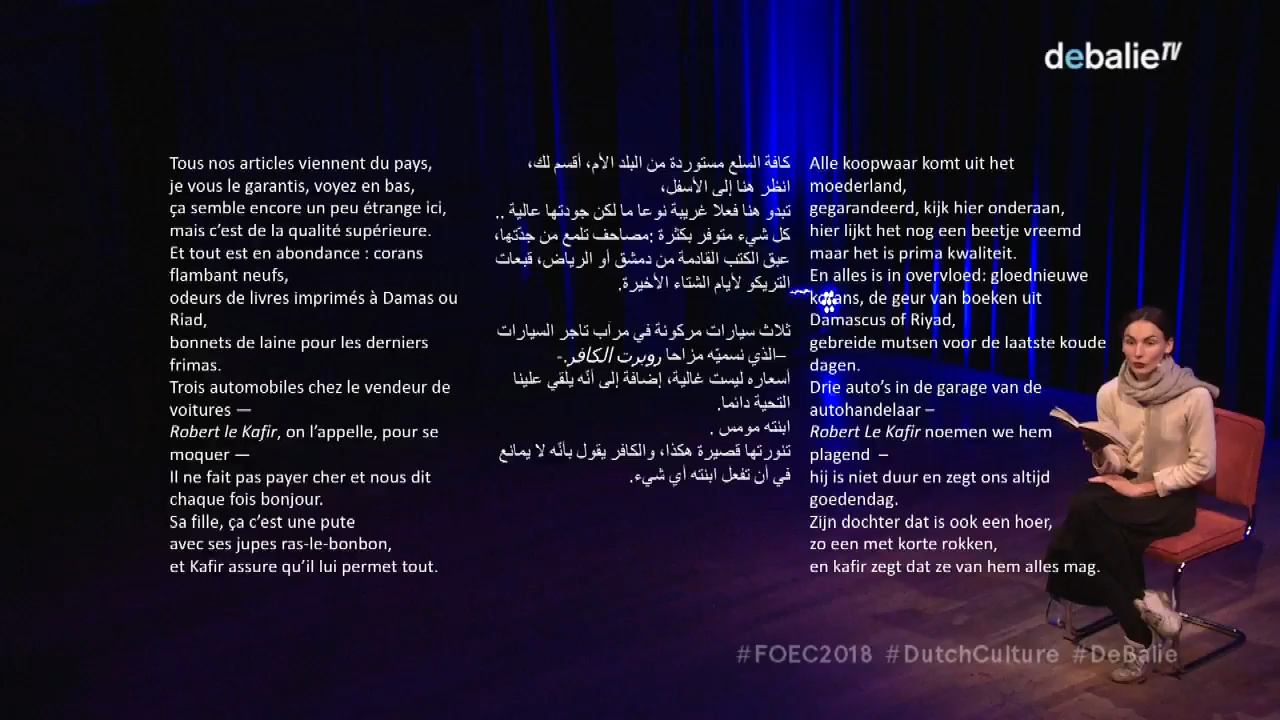 debalie TV
Tous nos articles viennent du pays,
je vous le garantis, voyez en bas,
ça semble encore un peu étrange ici,
mais c’est de la qualité supérieure.
Et tout est en abondance : corans
flambant neufs,
odeurs de livres imprimés à Damas ou
Riad,
bonnets de laine pour les derniers
frimas.
Trois automobiles chez le vendeur de
voitures —
Robert le Kafir, on l’appelle, pour se
moquer —
Il ne fait pas payer cher et nous dit
chaque fois bonjour.
Sa fille, ça c’est une pute
avec ses jupes ras-le-bonbon,
et Kafir assure qu’il lui permet tout.
كافة السلع مستوردة من البلد الأم، أقسم لك،
انظر هنا إلى الأسفل،
تبدو هنا فعلا غريبة نوعا ما لكن جودتها عالية ..
كل شيء متوفر بكثرة :مصاحف تلمع من جدّتها،
عبق الكتب القادمة من دمشق أو الرياض، قبعات
التريكو لأيام الشتاء الأخيرة.
ثلاث سيارات مركونة في مرآب تاجر السيارات
–الذي نسميّه مزاحا روبرت الكافر.-
أسعاره ليست غالية، إضافة إلى أنّه يلقي علينا
التحية دائما.
ابنته مومس .
تنورتها قصيرة هكذا، والكافر يقول بأنّه لا يمانع
في أن تفعل ابنته أي شيء.
Alle koopwaar komt uit het
moederland,
gegarandeerd, kijk hier onderaan,
hier lijkt het nog een beetje vreemd
maar het is prima kwaliteit.
En alles is in overvloed: gloednieuwe
korans, de geur van boeken uit
Damascus of Riyad,
gebreide mutsen voor de laatste koude
dagen.
Drie auto’s in de garage van de
autohandelaar –
Robert Le Kafir noemen we hem
plagend –
hij is niet duur en zegt ons altijd
goedendag.
Zijn dochter dat is ook een hoer,
zo een met korte rokken,
en kafir zegt dat ze van hem alles mag.
#FOEC2018 #DutchCulture #DeBalie